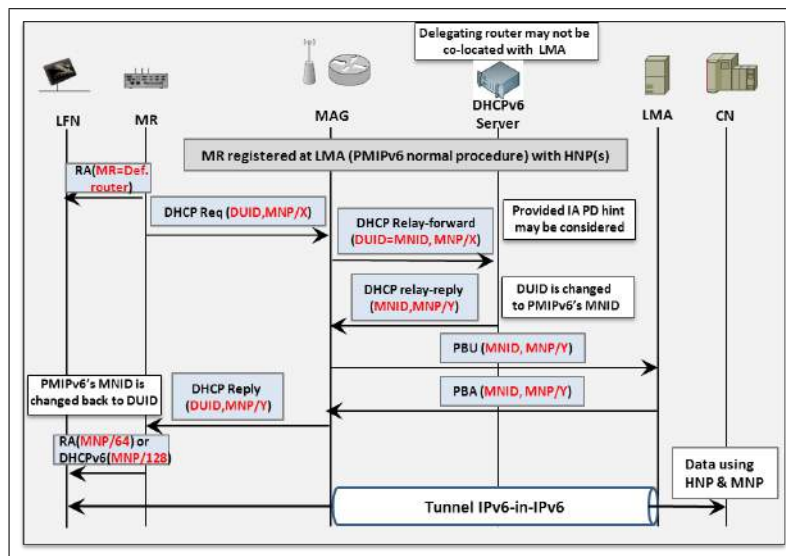 Delegating router may not be
co-located with LMA
LFN
MR
MAG
DHCPv6
Server
LMA
CN
MR registered at LMA (PMIPv6 normal procedure) with HNP(s)
RA(MR=Def.
router)
DHCP Req (DUID,MNP/X)
DHCP Relay-forward
(DUID=MNID, MNP/X)
Provided IA PD hint
may be considered
DHCP relay-reply
(MNID,MNP/Y)
DUID is changed
to PMIPv6's MNID
PBU (MNID, MNP/Y)
PMIPv6's MNID is
changed back to DUID
DHCP Reply
(DUID,MNP/Y)
PBA (MNID, MNP/Y)
RA(MNP/64) or
DHCPv6(MNP/128)
Data using
HNP & MNP
Tunnel IPv6-in-IPv6